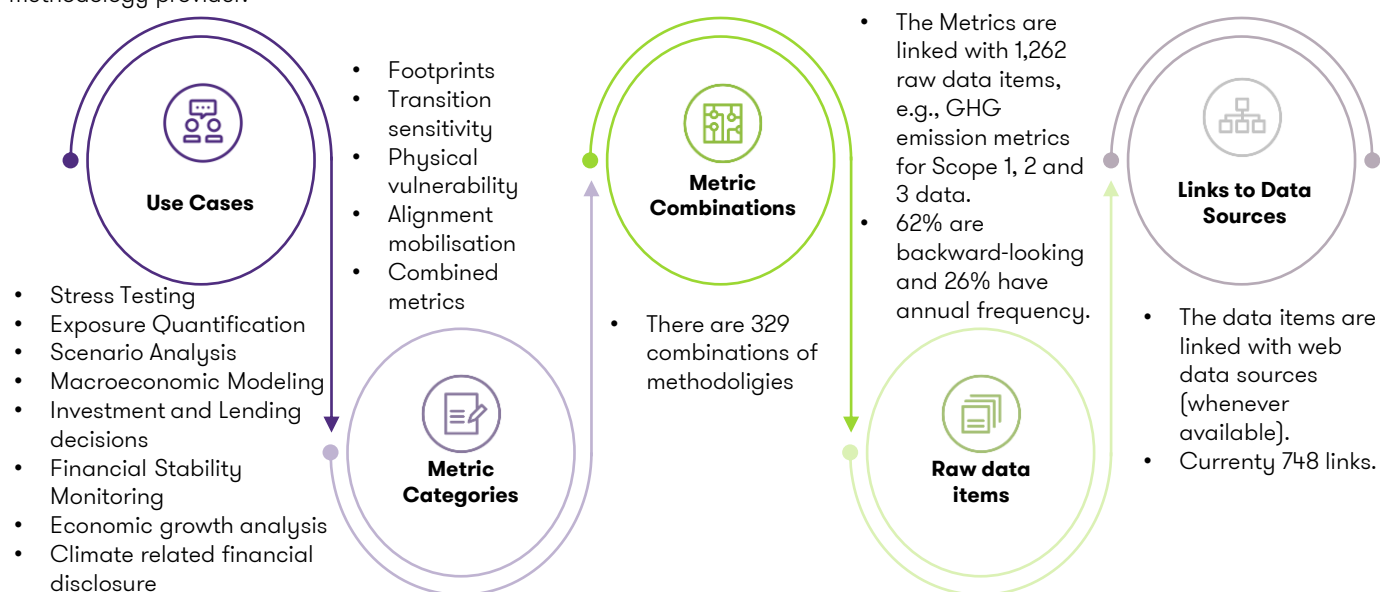 methodology provider.
Use Cases
• Stress Testing
• Exposure Quantification
• Scenario Analysis
• Macroeconomic Modeling
• Investment and Lending
decisions
• Financial Stability
Monitoring
• Economic growth analysis
• Climate related financial
disclosure
• Footprints
• Transition
sensitivity
• Physical
vulnerability
• Alignment
mobilisation
• Combined
metrics
Metric
Categories
Metric
Combinations
• There are 329
combinations of
methodoligies
• The Metrics are
linked with 1,262
raw data items,
e.g., GHG
emission metrics
for Scope 1, 2 and
3 data.
• 62% are
backward-looking
and 26% have
annual frequency.
Raw data
items
Links to Data
Sources
• The data items are
linked with web
data sources
(whenever
available).
• Currenty 748 links.